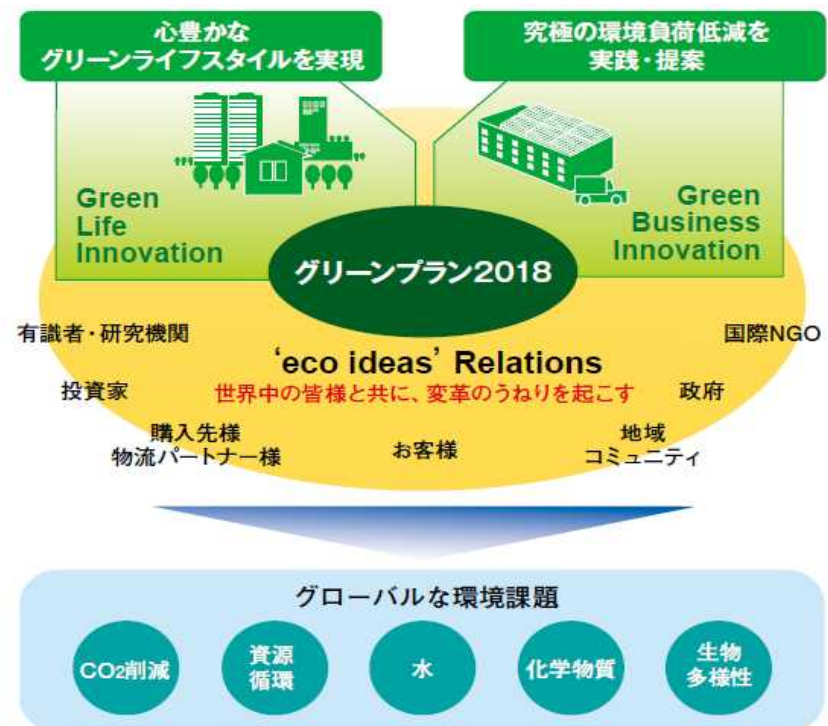 心豊かな
グリーンライフスタイルを実現
究極の環境負荷低減を
実践・提案
Green
Life
Innovation
Green
Business
Innovation
グリーンプラン2018
有識者・研究機関
国際NGO
‘eco ideas’ Relations
投資家
世界中の皆様と共に、変革のうねりを起こす
政府
購入先様
物流パートナー様
お客様
地域
コミュニティ
グローバルな環境課題
CO2削減
資源
循環
水
化学物質
生物
多様性